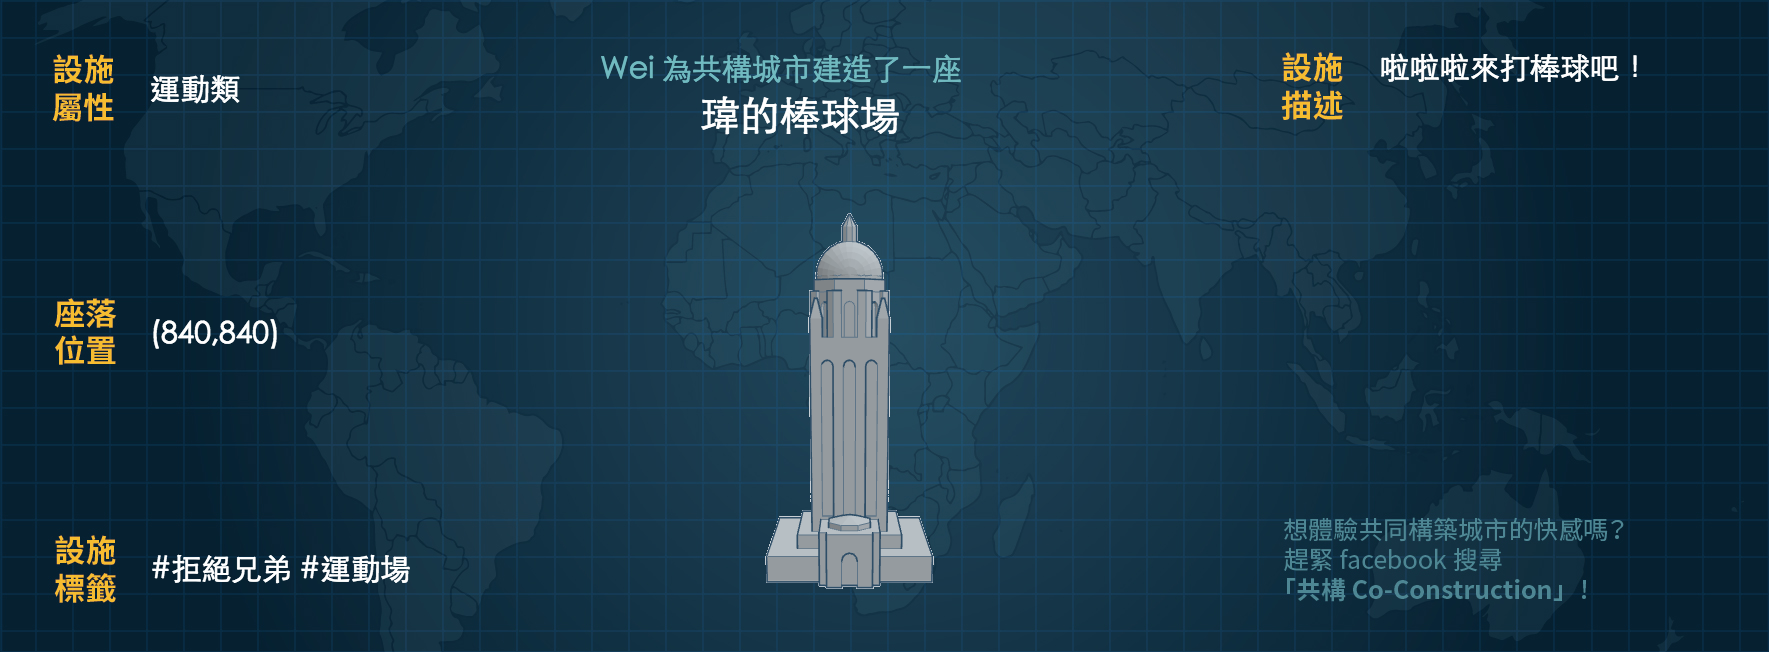 設施
屬性
運動類
Wei 為共構城市建造了一座
瑋的棒球場
設施
描述
啦啦啦來打棒球吧！
座落
位置
(840,840)
設施
標籤
#拒絕兄弟 #運動場
想體驗共同構築城市的快感嗎？
趕緊 facebook 搜尋
「共構 Co-Construction」！